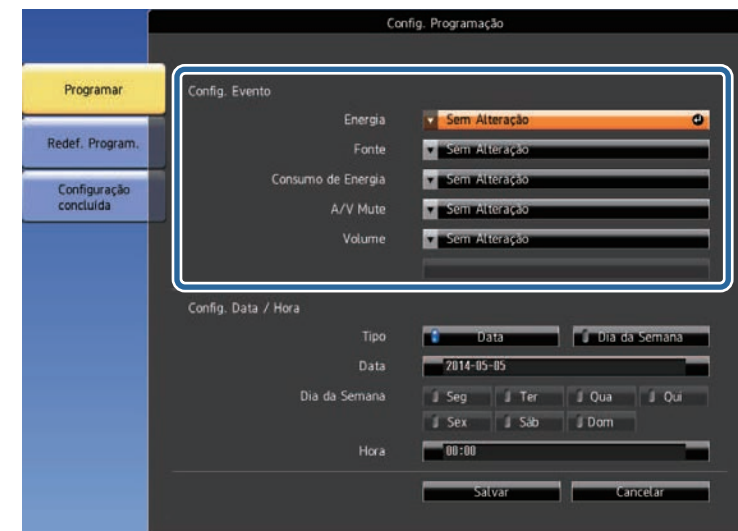 Config. Programação
Programar
Redef. Program.
Configuração
concluída
Config. Evento
Energia Sem Alteração
Fonte Sem Alteração
Consumo de Energia Sem Alteração
A/V Mute Sem Alteração
Volume Sem Alteração
Config. Data / Hora
Tipo Data Dia da Semana
Data 2014-05-05
Dia da Semana Seg Ter Qua Qui
Sex Sáb Dom
Hora 00:00
Salvar Cancelar